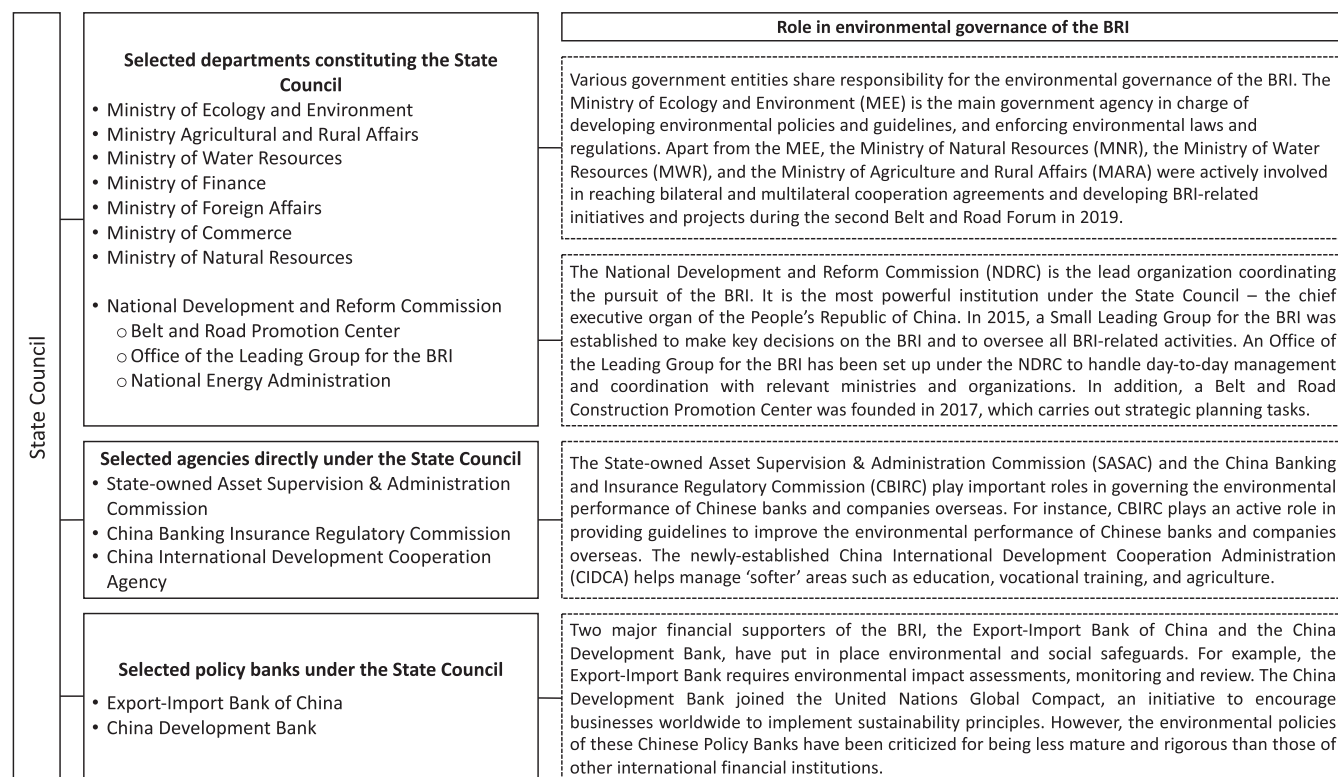 State Council
Selected departments constituting the State
Council
• Ministry of Ecology and Environment
• Ministry Agricultural and Rural Affairs
• Ministry of Water Resources
• Ministry of Finance
• Ministry of Foreign Affairs
• Ministry of Commerce
• Ministry of Natural Resources
• National Development and Reform Commission
○ Belt and Road Promotion Center
○ Office of the Leading Group for the BRI
○ National Energy Administration
Role in environmental governance of the BRI
Various government entities share responsibility for the environmental governance of the BRI. The
Ministry of Ecology and Environment (MEE) is the main government agency in charge of
developing environmental policies and guidelines, and enforcing environmental laws and
regulations. Apart from the MEE, the Ministry of Natural Resources (MNR), the Ministry of Water
Resources (MWR), and the Ministry of Agriculture and Rural Affairs (MARA) were actively involved
in reaching bilateral and multilateral cooperation agreements and developing BRI-related
initiatives and projects during the second Belt and Road Forum in 2019.
The National Development and Reform Commission (NDRC) is the lead organization coordinating
the pursuit of the BRI. It is the most powerful institution under the State Council – the chief
executive organ of the People's Republic of China. In 2015, a Small Leading Group for the BRI was
established to make key decisions on the BRI and to oversee all BRI-related activities. An Office of
the Leading Group for the BRI has been set up under the NDRC to handle day-to-day management
and coordination with relevant ministries and organizations. In addition, a Belt and Road
Construction Promotion Center was founded in 2017, which carries out strategic planning tasks.
Selected agencies directly under the State Council
• State-owned Asset Supervision & Administration
Commission
• China Banking Insurance Regulatory Commission
• China International Development Cooperation
Agency
The State-owned Asset Supervision & Administration Commission (SASAC) and the China Banking
and Insurance Regulatory Commission (CBIRC) play important roles in governing the environmental
performance of Chinese banks and companies overseas. For instance, CBIRC plays an active role in
providing guidelines to improve the environmental performance of Chinese banks and companies
overseas. The newly-established China International Development Cooperation Administration
(CIDCA) helps manage 'softer' areas such as education, vocational training, and agriculture.
Selected policy banks under the State Council
• Export-Import Bank of China
• China Development Bank
Two major financial supporters of the BRI, the Export-Import Bank of China and the China
Development Bank, have put in place environmental and social safeguards. For example, the
Export-Import Bank requires environmental impact assessments, monitoring and review. The China
Development Bank joined the United Nations Global Compact, an initiative to encourage
businesses worldwide to implement sustainability principles. However, the environmental policies
of these Chinese Policy Banks have been criticized for being less mature and rigorous than those of
other international financial institutions.